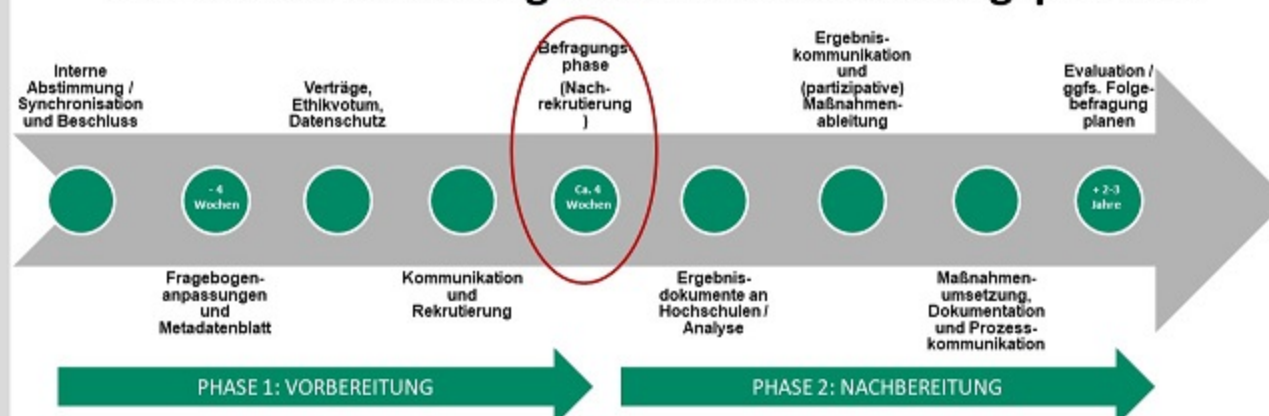 Interne
Abstimmung /
Synchronisation
und Beschluss
- 4
Wochen
Fragebogen-
anpassungen
und
Metadatenblatt
Verträge,
Ethikvotum,
Datenschutz
Kommunikation
und
Rekrutierung
Befragungs-
phase
(Nach-
rekrutierung
)
Ca. 4
Wochen
Ergebnis-
dokumente an
Hochschulen /
Analyse
Ergebnis-
kommunikation
und
(partizipative)
Maßnahmen-
ableitung
Maßnahmen-
umsetzung,
Dokumentation
und Prozess-
kommunikation
Evaluation /
ggfs. Folge-
befragung
planen
+ 2-3
Jahre
PHASE 1: VORBEREITUNG
PHASE 2: NACHBEREITUNG